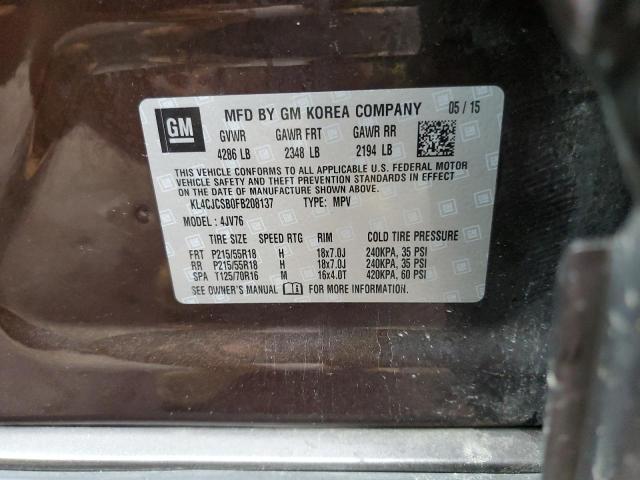 GM MFD BY GM KOREA COMPANY 05/15
GVWR GAWR FRT GAWR RR
4286 LB 2348 LB 2194 LB
THIS VEHICLE CONFORMS TO ALL APPLICABLE U.S. FEDERAL MOTOR
VEHICLE SAFETY AND THEFT PREVENTION STANDARDS IN EFFECT
ON THE DATE OF MANUFACTURE SHOWN ABOVE.
KL4CJCSB0FB208137 TYPE: MPV
MODEL: 4JV76
TIRE SIZE SPEED RTG RIM COLD TIRE PRESSURE
FRT P215/55R18 H 18x7.0J 240KPA, 35 PSI
RR P215/55R18 H 18x7.0J 240KPA, 35 PSI
SPA T125/70R16 M 16x4.0T 420KPA, 60 PSI
SEE OWNER'S MANUAL FOR MORE INFORMATION.